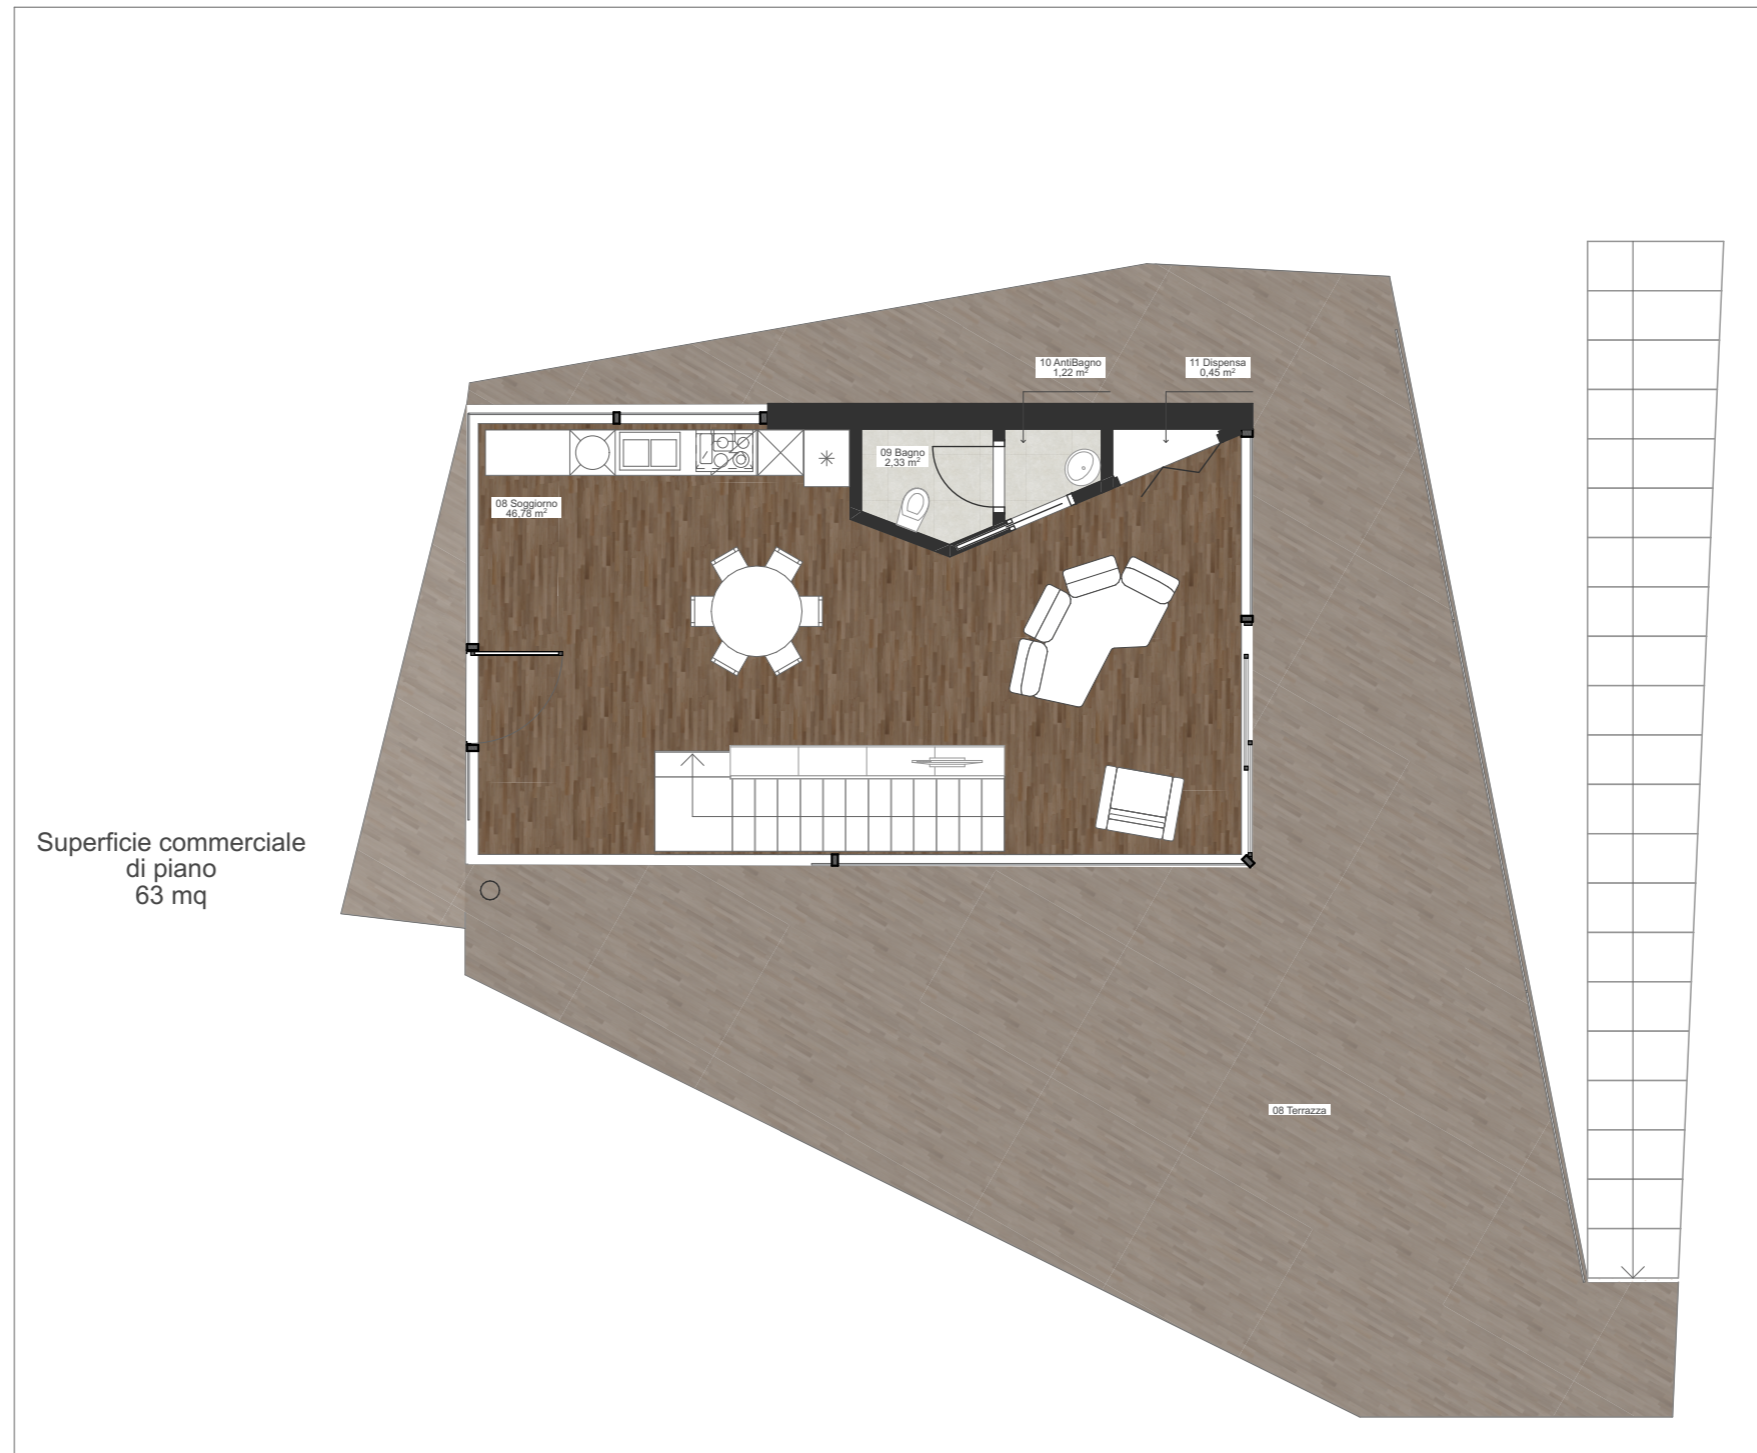 10 AntiBagno
1,22 m²
11 Dispensa
0,45 m²
09 Bagno
2,33 m²
08 Soggiorno
46,78 m²
Superficie commerciale
di piano
63 mq
08 Terrazza